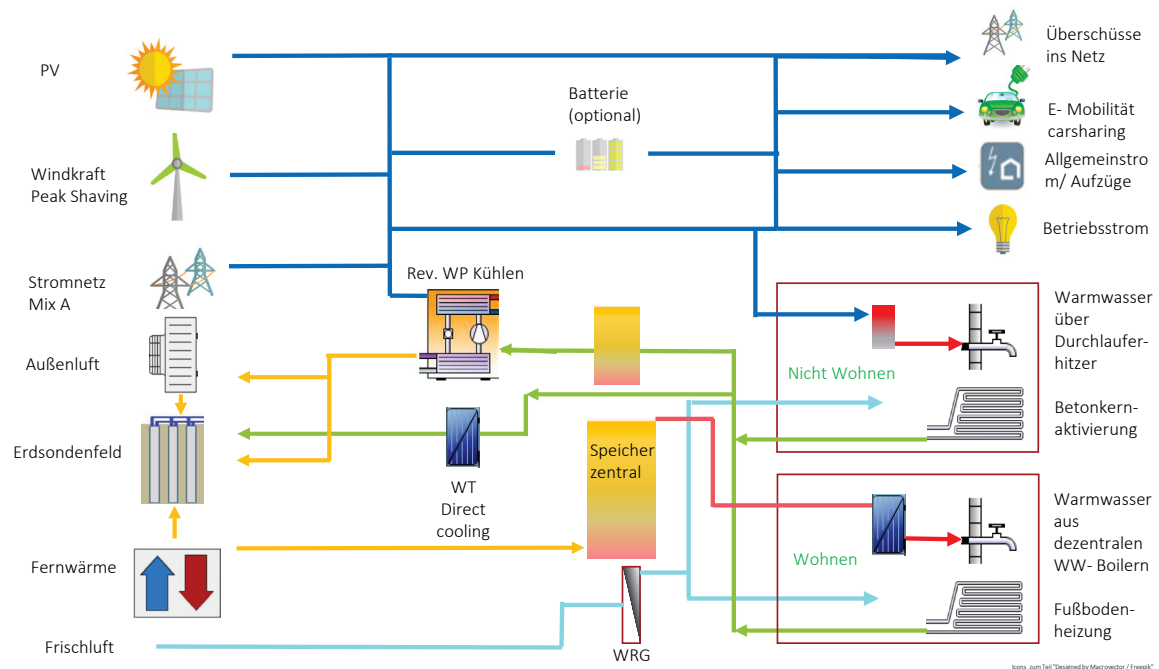 PV
Windkraft
Peak Shaving
Stromnetz
Mix A
Außenluft
Erdsondenfeld
Fernwärme
Frischluft
Batterie
(optional)
Rev. WP Kühlen
WT
Direct
cooling
Speicher
zentral
WRG
Nicht Wohnen
Wohnen
Überschüsse
ins Netz
E- Mobilität
carsharing
Allgemeinstro
m/ Aufzüge
Betriebsstrom
Warmwasser
über
Durchlaufer-
hitzer
Betonkern-
aktivierung
Warmwasser
aus
dezentralen
WW- Boilern
Fußboden-
heizung
Icons zum Teil "Designed by Macrovector / Freepik"